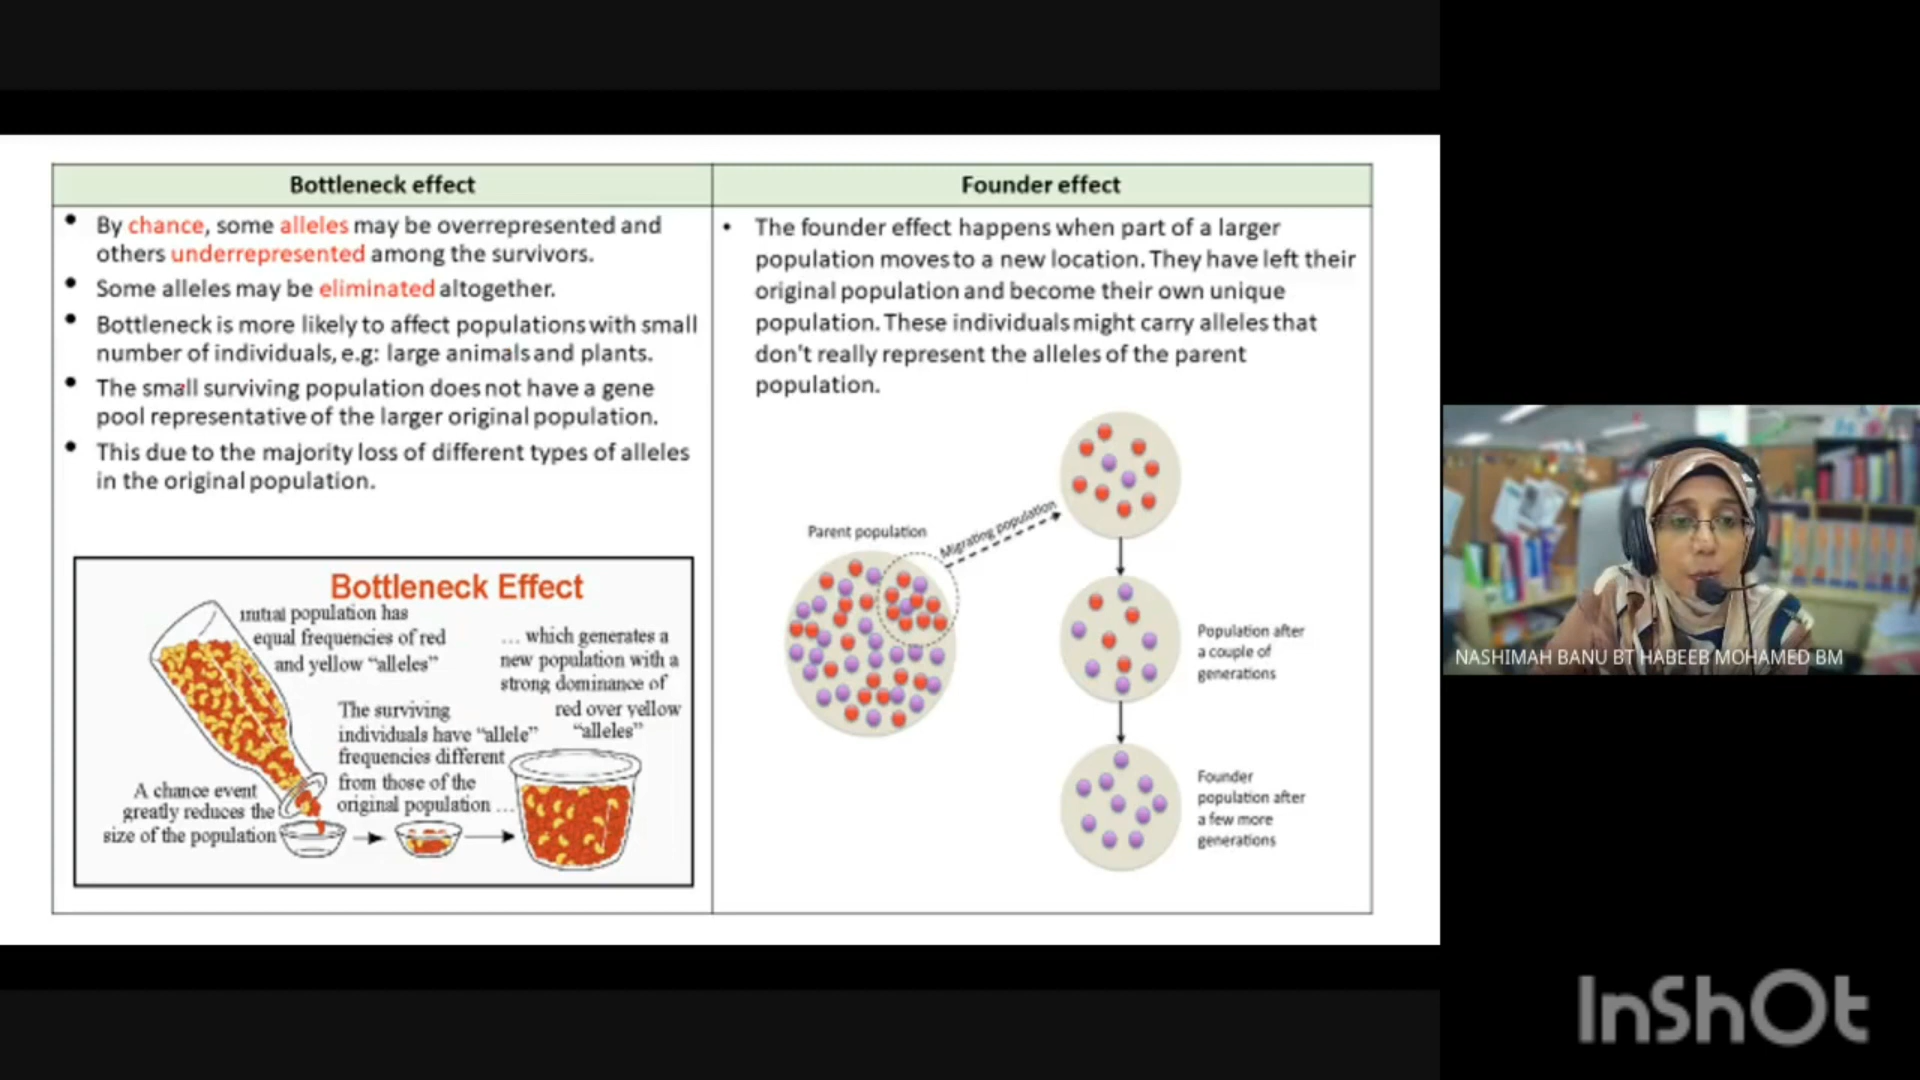 Bottleneck effect
• By chance, some alleles may be overrepresented and
others underrepresented among the survivors.
• Some alleles may be eliminated altogether.
• Bottleneck is more likely to affect populations with small
number of individuals, e.g: large animals and plants.
• The small surviving population does not have a gene
pool representative of the larger original population.
• This due to the majority loss of different types of alleles
in the original population.
Bottleneck Effect
Initial population has
equal frequencies of red
and yellow “alleles”
A chance event
greatly reduces the
size of the population
The surviving
individuals have “allele”
frequencies different
from those of the
original population ...
... which generates a
new population with a
strong dominance of
red over yellow
“alleles”
Founder effect
• The founder effect happens when part of a larger
population moves to a new location. They have left their
original population and become their own unique
population. These individuals might carry alleles that
don't really represent the alleles of the parent
population.
Parent population
Migrating population
Population after
a couple of
generations
Founder
population after
a few more
generations
NASHIMAH BANU BT HABEEB MOHAMED BM
InShOt